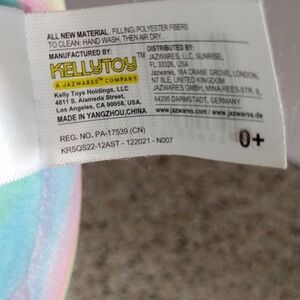 ALL NEW MATERIAL. FILLING: POLYESTER FIBERS
TO CLEAN: HAND WASH, THEN AIR DRY.
MANUFACTURED BY:
KELLYTOY
A JAZWARES® COMPANY
Kelly Toys Holdings, LLC
4811 S. Alameda Street,
Los Angeles, CA 90058, USA.
MADE IN YANGZHOU,CHINA
DISTRIBUTED BY:
JAZWARES, LLC, SUNRISE,
FL 33326, USA
Jazwares, 18A CRANE GROVE, LONDON,
N7 8LE, UNITED KINGDOM
JAZWARES GMBH, MINA-REES-STR. 8,
64295 DARMSTADT, GERMANY
www.jazwares.com | www.jazwares.de
REG. NO. PA-17539 (CN)
KRSQS22-12AST - 122021 - N007
0+